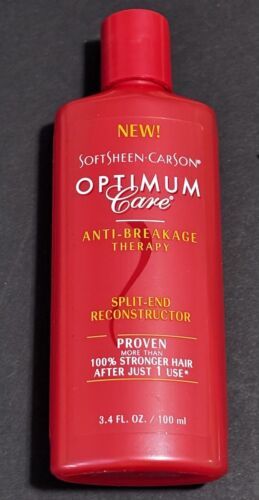 NEW!
SOFTSHEEN·CARSON®
OPTIMUM
Care®
ANTI-BREAKAGE
THERAPY
SPLIT-END
RECONSTRUCTOR
PROVEN
MORE THAN
100% STRONGER HAIR
AFTER JUST 1 USE*
3.4 FL. OZ. / 100 ml